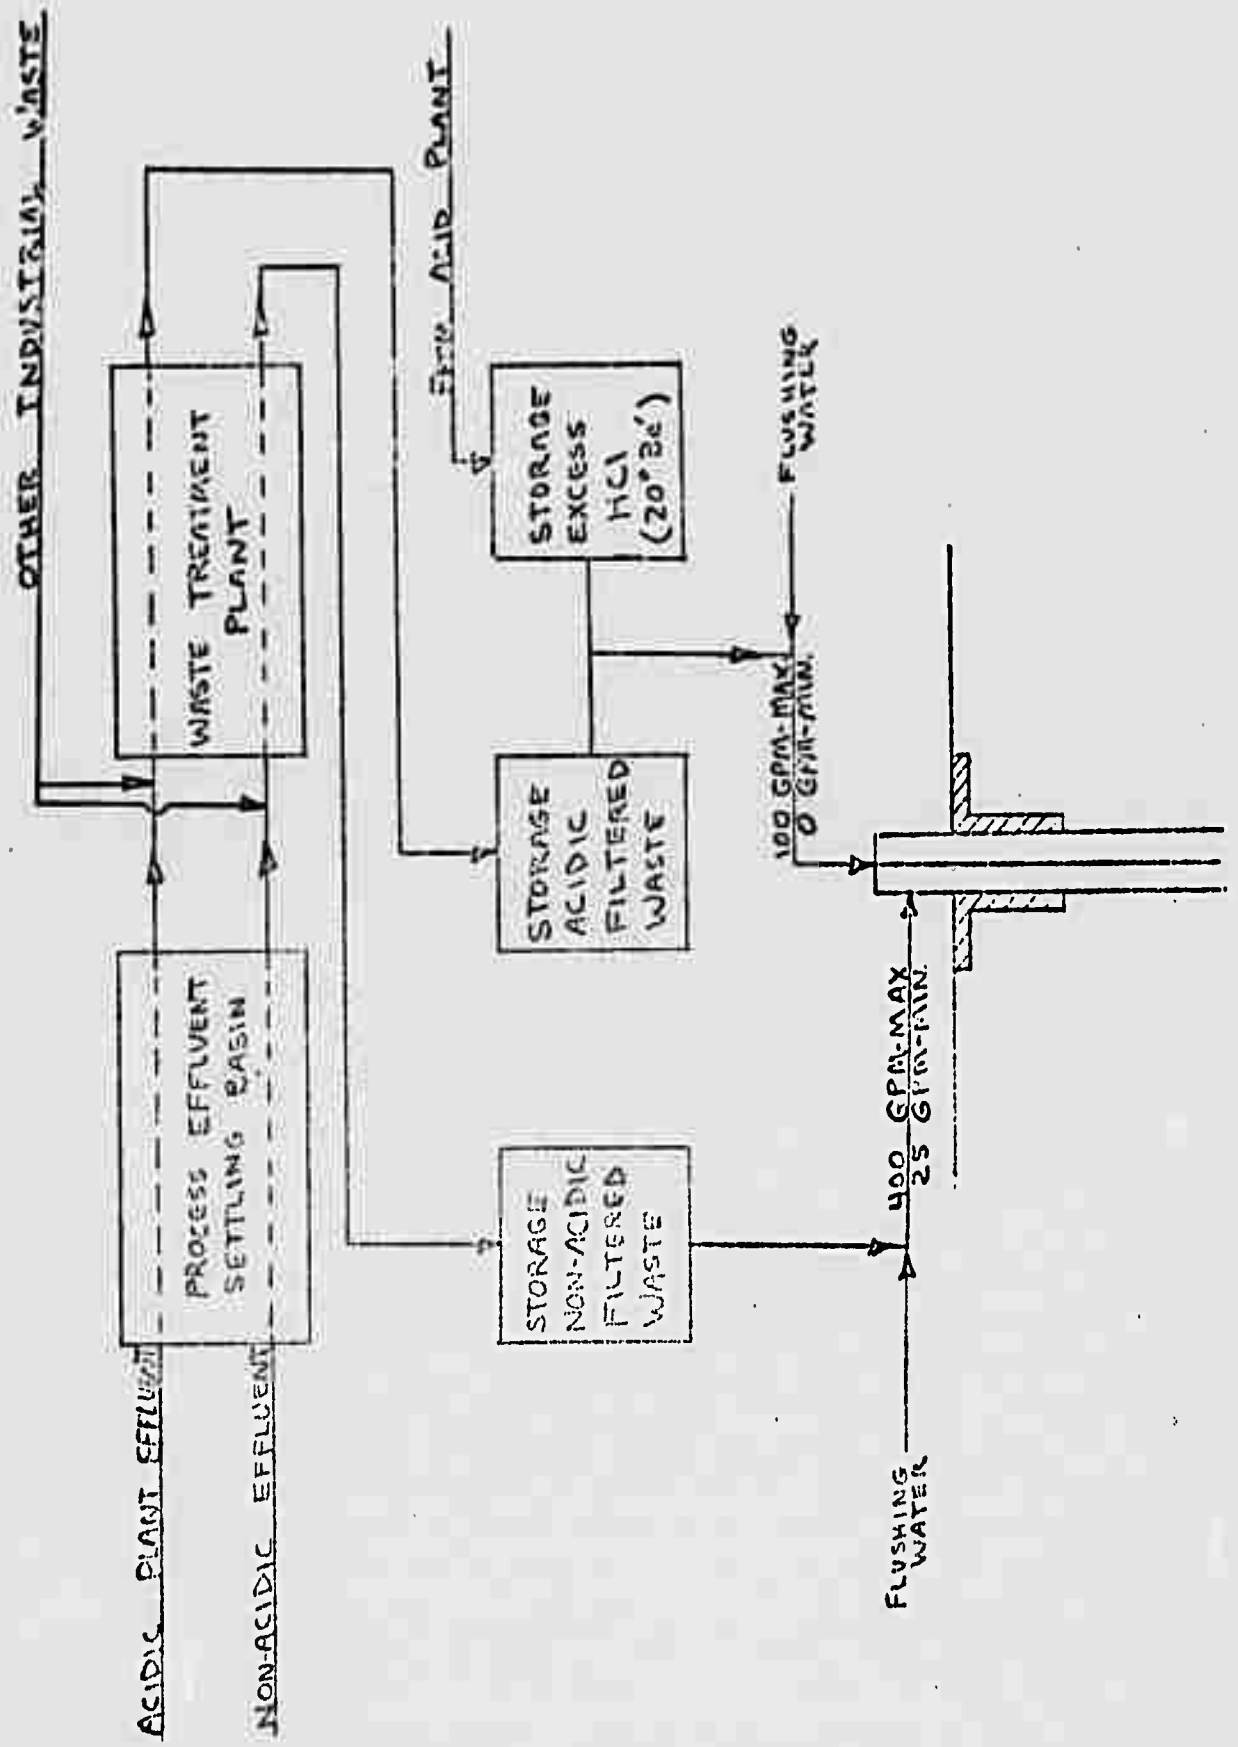 OTHER INDUSTRIAL WASTE
ACIDIC PLANT EFFLUENT
NON-ACIDIC EFFLUENT
PROCESS EFFLUENT
SETTLING BASIN
WASTE TREATMENT
PLANT
ACID PLANT
STORAGE
NON-ACIDIC
FILTERED
WASTE
STORAGE
ACIDIC
FILTERED
WASTE
STORAGE
EXCESS
HCl
(20° Bé)
FLUSHING
WATER
100 GPM-MAX.
0 GPM-MIN.
400 GPM-MAX
25 GPM-MIN.
FLUSHING
WATER